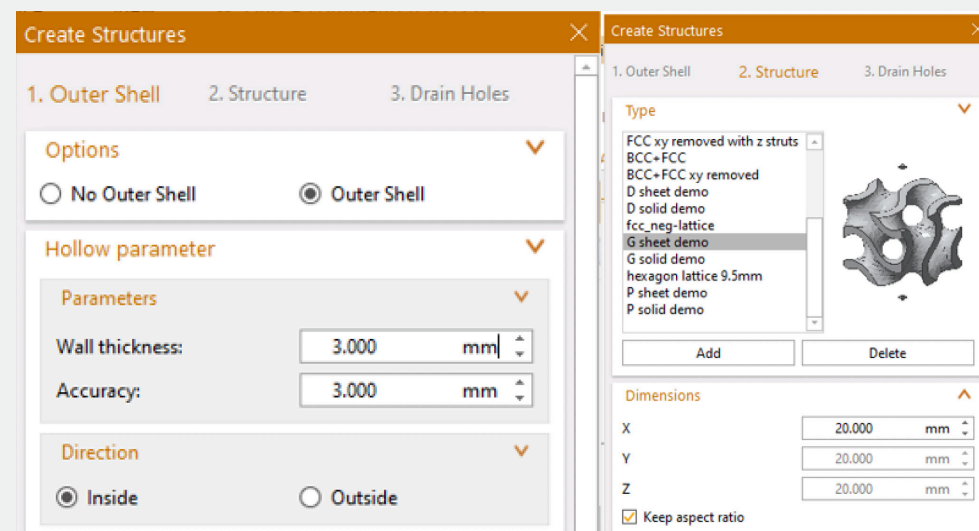 Create Structures
1. Outer Shell 2. Structure 3. Drain Holes
Options
No Outer Shell Outer Shell
Hollow parameter
Parameters
Wall thickness: 3.000 mm
Accuracy: 3.000 mm
Direction
Inside Outside
Create Structures
1. Outer Shell 2. Structure 3. Drain Holes
Type
FCC xy removed with z struts
BCC+FCC
BCC+FCC xy removed
D sheet demo
D solid demo
fcc_neg-lattice
G sheet demo
G solid demo
hexagon lattice 9.5mm
P sheet demo
P solid demo
Add Delete
Dimensions
X 20.000 mm
Y 20.000 mm
Z 20.000 mm
Keep aspect ratio